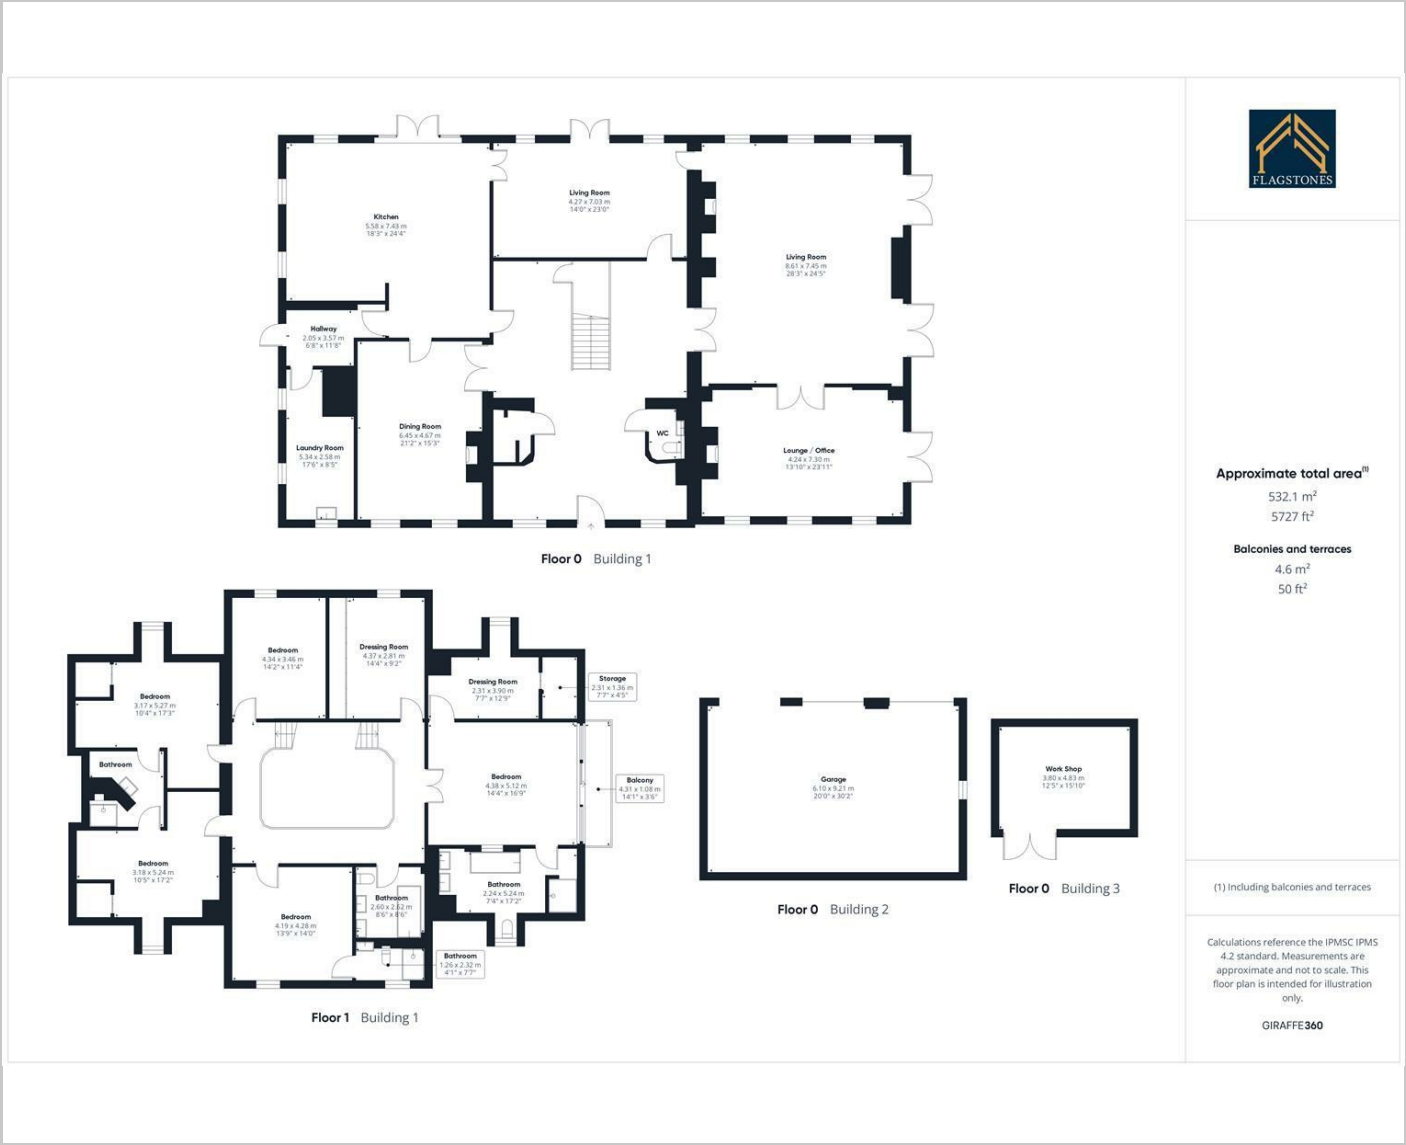 Kitchen
5.58 x 7.43 m
18'3" x 24'4"
Living Room
4.27 x 7.03 m
14'0" x 23'0"
Living Room
8.61 x 7.45 m
28'3" x 24'5"
Hallway
2.05 x 3.57 m
6'8" x 11'8"
Dining Room
6.45 x 4.67 m
21'2" x 15'3"
Laundry Room
5.34 x 2.58 m
17'6" x 8'5"
WC
Lounge / Office
4.24 x 7.30 m
13'10" x 23'11"
Floor 0 Building 1
Bedroom
4.34 x 3.46 m
14'2" x 11'4"
Dressing Room
4.37 x 2.81 m
14'4" x 9'2"
Bedroom
3.17 x 5.27 m
10'4" x 17'3"
Dressing Room
2.31 x 3.90 m
7'7" x 12'9"
Storage
2.31 x 1.36 m
7'7" x 4'5"
Bathroom
Bedroom
4.38 x 5.12 m
14'4" x 16'9"
Balcony
4.31 x 1.08 m
14'1" x 3'6"
Bedroom
3.18 x 5.24 m
10'5" x 17'2"
Bathroom
2.24 x 5.24 m
7'4" x 17'2"
Bedroom
4.19 x 4.28 m
13'9" x 14'0"
Bathroom
2.60 x 2.62 m
8'6" x 8'6"
Bathroom
1.26 x 2.32 m
4'1" x 7'7"
Floor 1 Building 1
Garage
6.10 x 9.21 m
20'0" x 30'2"
Floor 0 Building 2
Work Shop
3.80 x 4.83 m
12'5" x 15'10"
Floor 0 Building 3
FLAGSTONES
Approximate total area(1)
532.1 m²
5727 ft²
Balconies and terraces
4.6 m²
50 ft²
(1) Including balconies and terraces
Calculations reference the IPMSC IPMS
4.2 standard. Measurements are
approximate and not to scale. This
floor plan is intended for illustration
only.
GIRAFFE360